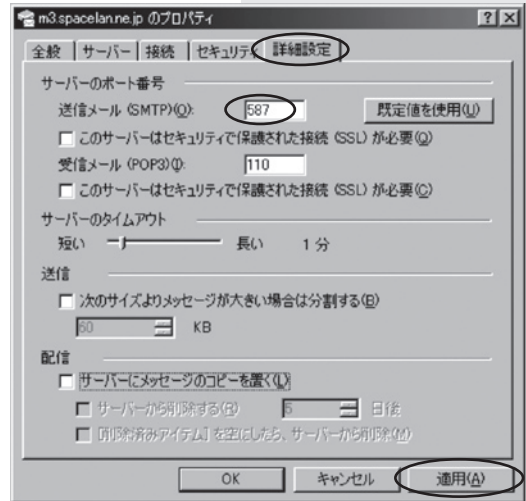 m3.spacelan.ne.jp のプロパティ
全般 サーバー 接続 セキュリティ 詳細設定
サーバーのポート番号
送信メール (SMTP)(O): 587 既定値を使用(U)
このサーバーはセキュリティで保護された接続 (SSL) が必要(Q)
受信メール (POP3)(I): 110
このサーバーはセキュリティで保護された接続 (SSL) が必要(C)
サーバーのタイムアウト
短い 長い 1 分
送信
次のサイズよりメッセージが大きい場合は分割する(B)
60 KB
配信
サーバーにメッセージのコピーを置く(L)
サーバーから削除する(R) 5 日後
[削除済みアイテム] を空にしたら、サーバーから削除(M)
OK キャンセル 適用(A)